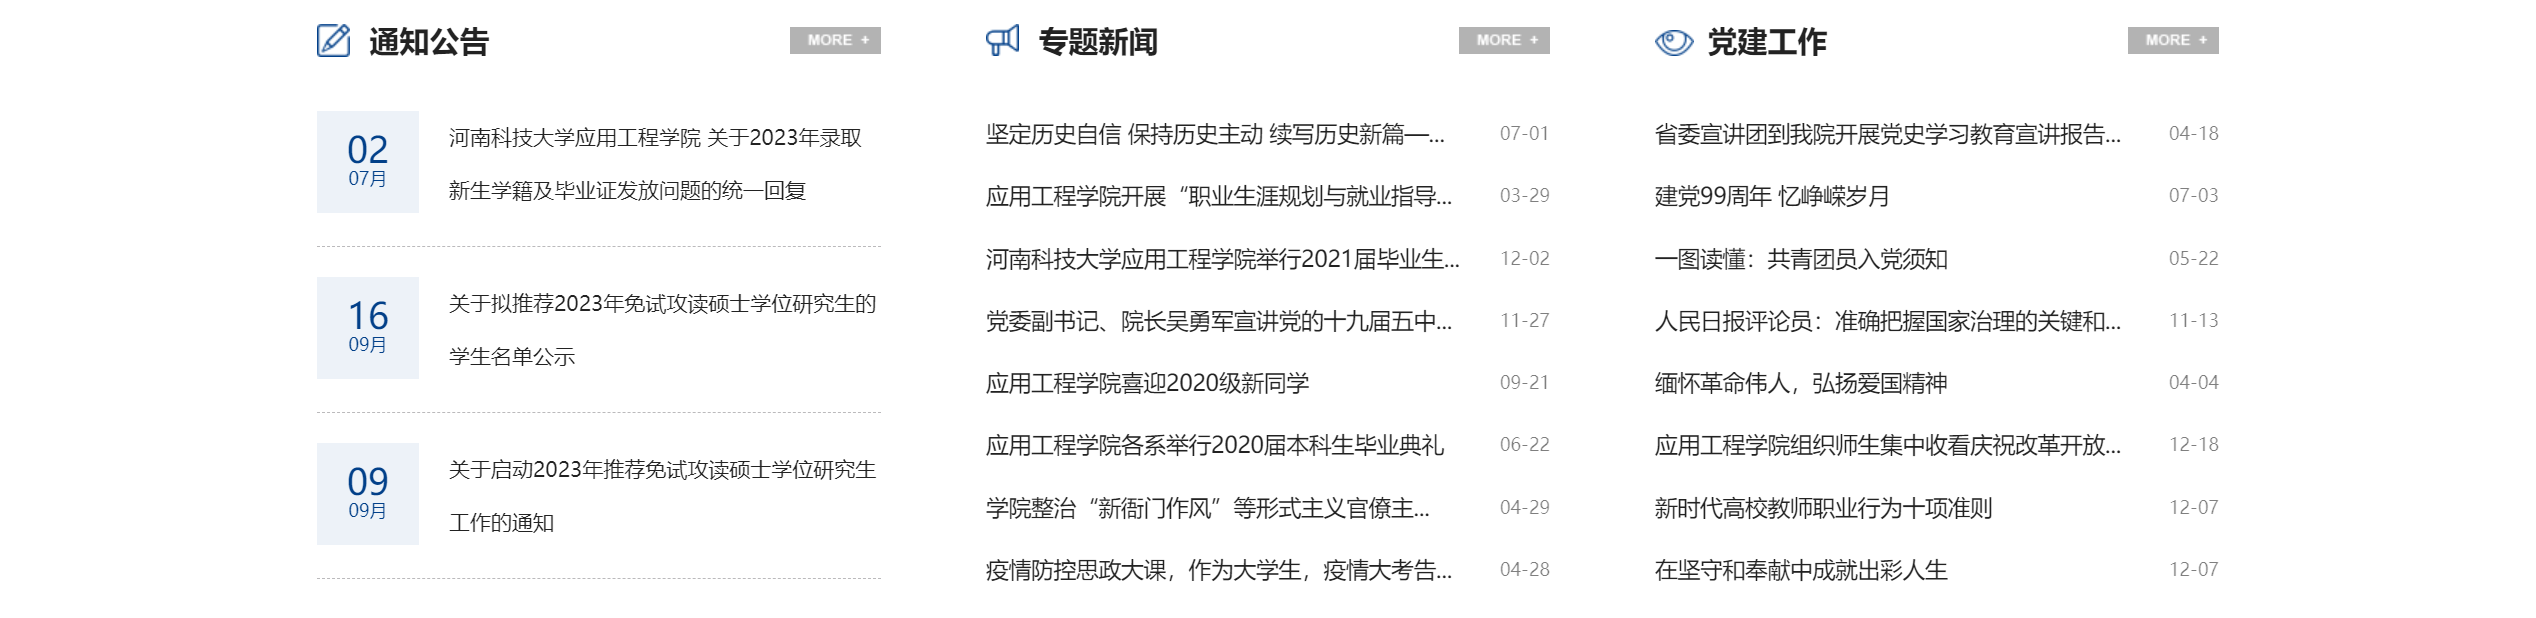 通知公告
MORE +
02
07月
河南科技大学应用工程学院 关于2023年录取
新生学籍及毕业证发放问题的统一回复
16
09月
关于拟推荐2023年免试攻读硕士学位研究生的
学生名单公示
09
09月
关于启动2023年推荐免试攻读硕士学位研究生
工作的通知
专题新闻
MORE +
坚定历史自信 保持历史主动 续写历史新篇—... 07-01
应用工程学院开展“职业生涯规划与就业指导... 03-29
河南科技大学应用工程学院举行2021届毕业生... 12-02
党委副书记、院长吴勇军宣讲党的十九届五中... 11-27
应用工程学院喜迎2020级新同学 09-21
应用工程学院各系举行2020届本科生毕业典礼 06-22
学院整治“新衙门作风”等形式主义官僚主... 04-29
疫情防控思政大课，作为大学生，疫情大考告... 04-28
党建工作
MORE +
省委宣讲团到我院开展党史学习教育宣讲报告... 04-18
建党99周年 忆峥嵘岁月 07-03
一图读懂：共青团员入党须知 05-22
人民日报评论员：准确把握国家治理的关键和... 11-13
缅怀革命伟人，弘扬爱国精神 04-04
应用工程学院组织师生集中收看庆祝改革开放... 12-18
新时代高校教师职业行为十项准则 12-07
在坚守和奉献中成就出彩人生 12-07